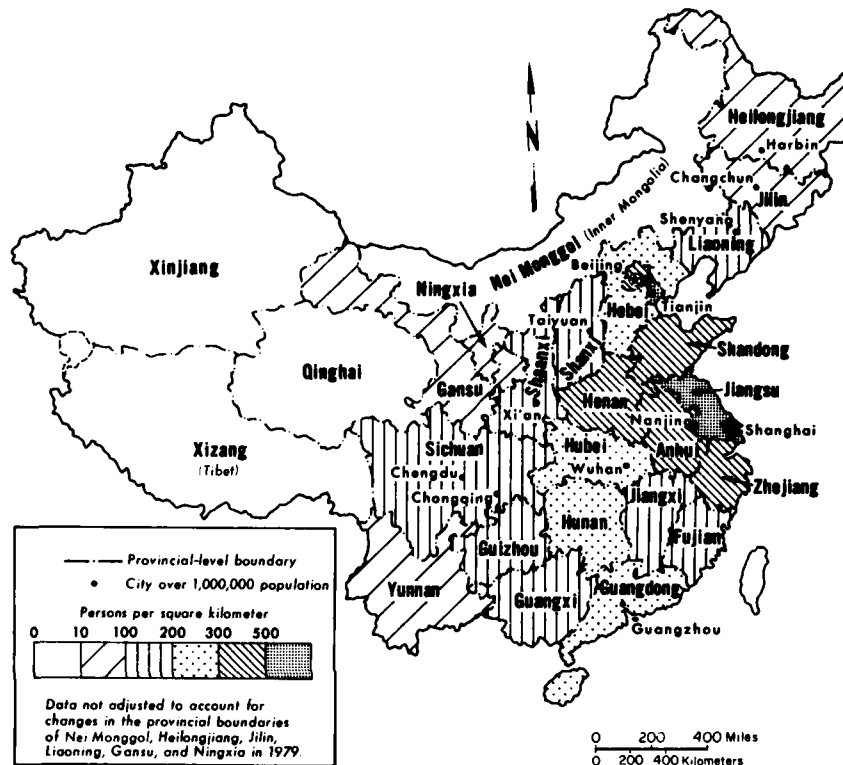 N
Heilongjiang
Harbin
Changchun
Jilin
Shenyang
Liaoning
Nei Monggol (Inner Mongolia)
Beijing
Xinjiang
Ningxia
Tianjin
Hebei
Taiyuan
Shaanxi
Shanxi
Skandong
Qinghai
Gansu
Henan
Jiangsu
Xi'an
Nanjing
Shanghai
Xizang
(Tibet)
Sichuan
Hubei
Anhui
Chengdu
Wuhan
Zhejiang
Chongqing
Jiangxi
Hunan
Fujian
Guizhou
Yunnan
Guangxi
Guangdong
Guangzhou
Provincial-level boundary
City over 1,000,000 population
Persons per square kilometer
0 10 100 200 300 500
Data not adjusted to account for
changes in the provincial boundaries
of Nei Monggol, Heilongjiang, Jilin,
Liaoning, Gansu, and Ningxia in 1979.
0 200 400 Miles
0 200 400 Kilometers